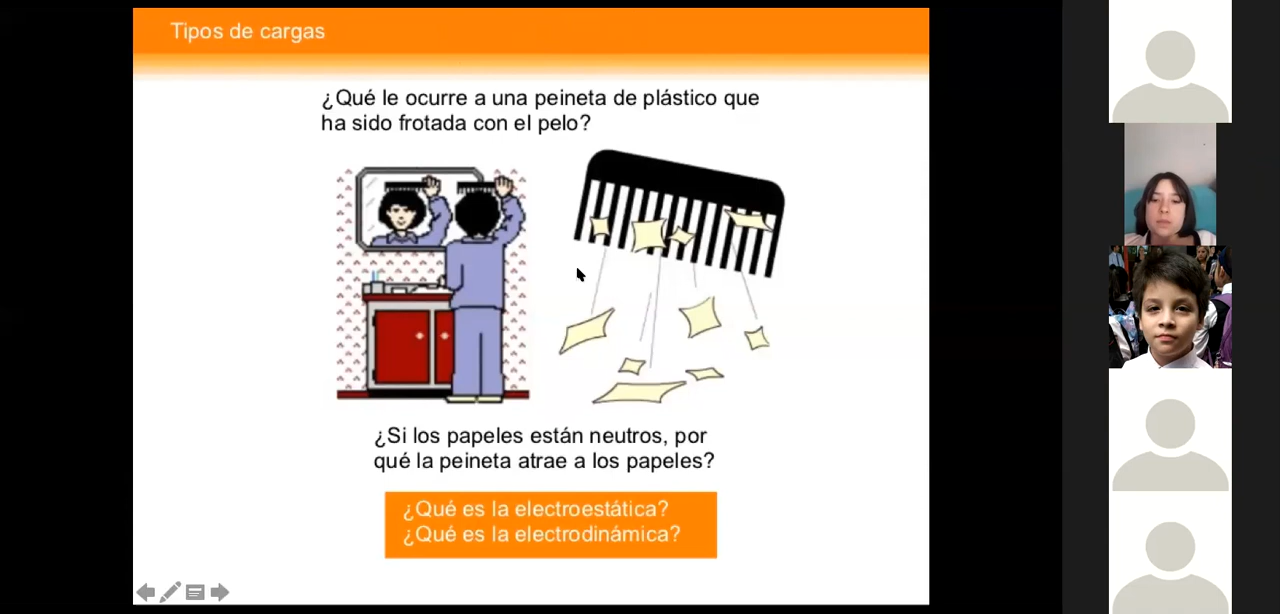 Tipos de cargas
¿Qué le ocurre a una peineta de plástico que
ha sido frotada con el pelo?
¿Si los papeles están neutros, por
qué la peineta atrae a los papeles?
¿Qué es la electroestática?
¿Qué es la electrodinámica?